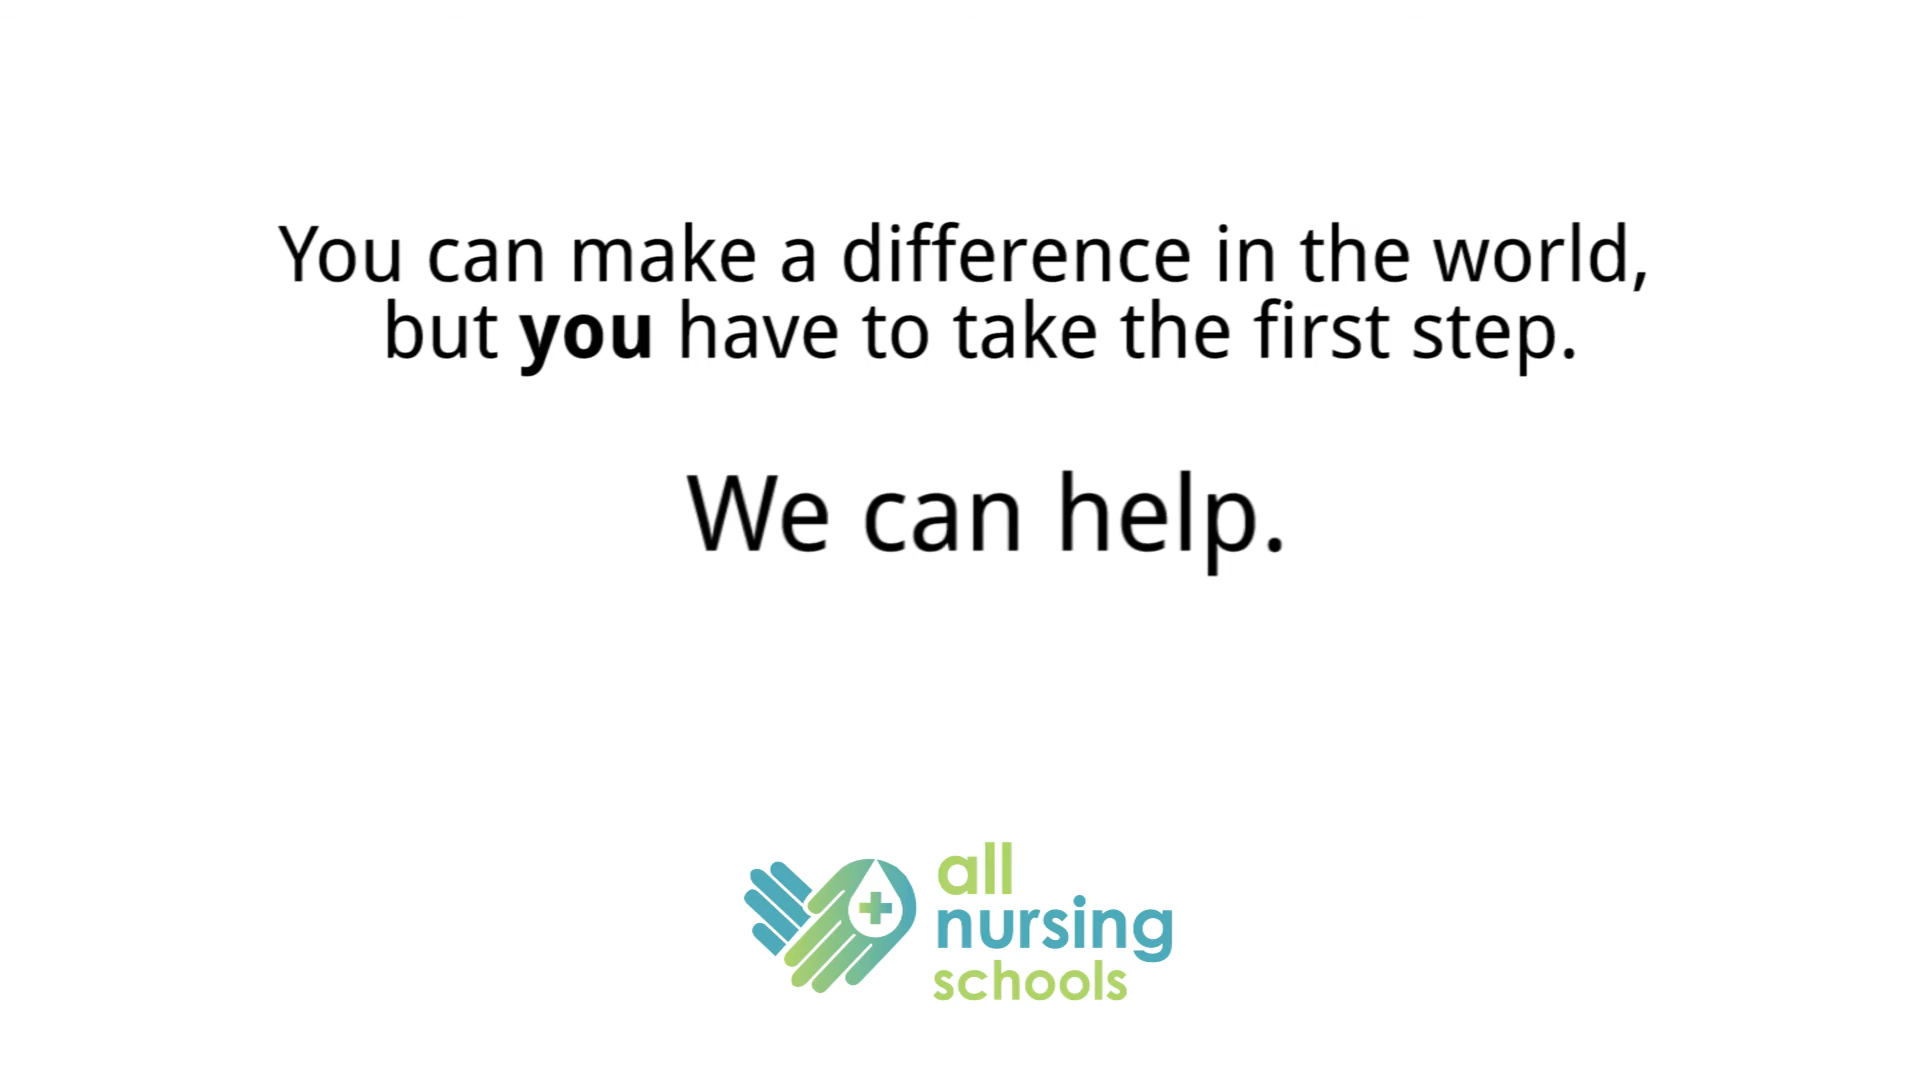 You can make a difference in the world,
but you have to take the first step.
We can help.
all
nursing
schools